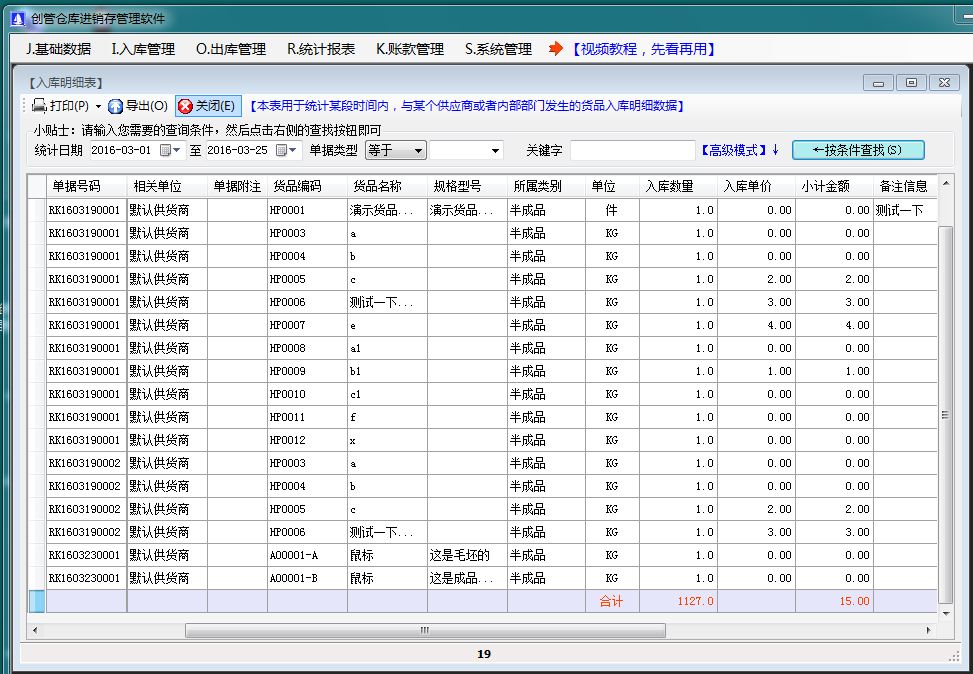 创管仓库进销存管理软件
J.基础数据 I.入库管理 O.出库管理 R.统计报表 K.账款管理 S.系统管理 【视频教程，先看再用】
【入库明细表】
打印(P) 导出(O) 关闭(E) 【本表用于统计某段时间内，与某个供应商或者内部部门发生的货品入库明细数据】
小贴士：请输入您需要的查询条件，然后点击右侧的查找按钮即可
统计日期 2016-03-01 至 2016-03-25 单据类型 等于 关键字 【高级模式】↓ ←按条件查找(S)
单据号码 相关单位 单据附注 货品编码 货品名称 规格型号 所属类别 单位 入库数量 入库单价 小计金额 备注信息
RK1603190001 默认供货商 HP0001 演示货品... 演示货品... 半成品 件 1.0 0.00 0.00 测试一下
RK1603190001 默认供货商 HP0003 a 半成品 KG 1.0 0.00 0.00
RK1603190001 默认供货商 HP0004 b 半成品 KG 1.0 0.00 0.00
RK1603190001 默认供货商 HP0005 c 半成品 KG 1.0 2.00 2.00
RK1603190001 默认供货商 HP0006 测试一下... 半成品 KG 1.0 3.00 3.00
RK1603190001 默认供货商 HP0007 e 半成品 KG 1.0 4.00 4.00
RK1603190001 默认供货商 HP0008 a1 半成品 KG 1.0 0.00 0.00
RK1603190001 默认供货商 HP0009 b1 半成品 KG 1.0 1.00 1.00
RK1603190001 默认供货商 HP0010 c1 半成品 KG 1.0 0.00 0.00
RK1603190001 默认供货商 HP0011 f 半成品 KG 1.0 0.00 0.00
RK1603190001 默认供货商 HP0012 x 半成品 KG 1.0 0.00 0.00
RK1603190002 默认供货商 HP0003 a 半成品 KG 1.0 0.00 0.00
RK1603190002 默认供货商 HP0004 b 半成品 KG 1.0 0.00 0.00
RK1603190002 默认供货商 HP0005 c 半成品 KG 1.0 2.00 2.00
RK1603190002 默认供货商 HP0006 测试一下... 半成品 KG 1.0 3.00 3.00
RK1603230001 默认供货商 A00001-A 鼠标 这是毛坯的 半成品 KG 1.0 0.00 0.00
RK1603230001 默认供货商 A00001-B 鼠标 这是成品... 半成品 KG 1.0 0.00 0.00
合计 1127.0 15.00
19